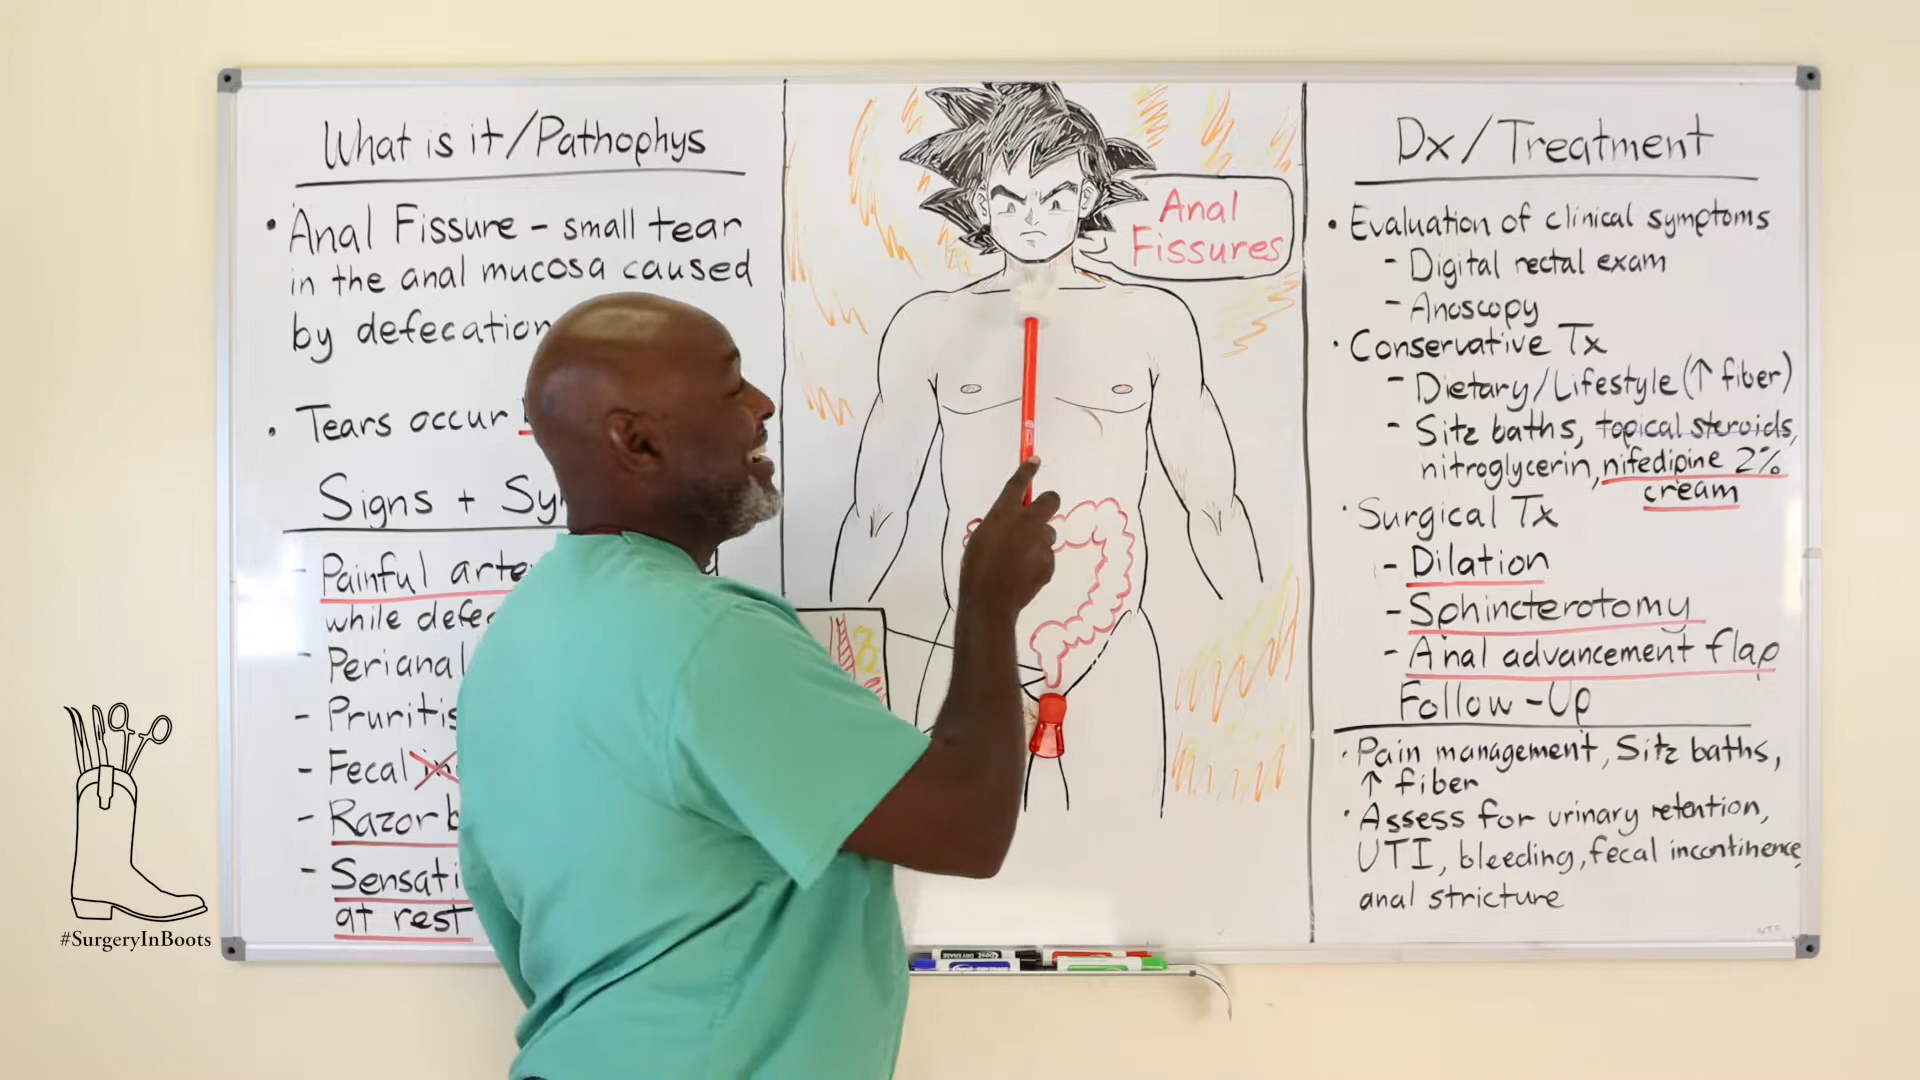 What is it/Pathophys
• Anal Fissure - small tear
in the anal mucosa caused
by defecation
• Tears occur
Signs + Sy
- Painful arte
while defec
- Perianal
- Pruritis
- Fecal
- Razor b
- Sensati
at rest
Anal
Fissures
Dx/Treatment
• Evaluation of clinical symptoms
- Digital rectal exam
- Anoscopy
• Conservative Tx
- Dietary/Lifestyle (↑ fiber)
- Sitz baths, topical steroids,
nitroglycerin, nifedipine 2%
cream
• Surgical Tx
- Dilation
- Sphincterotomy
- Anal advancement flap
Follow-Up
• Pain management, Sitz baths,
↑ fiber
• Assess for urinary retention,
UTI, bleeding, fecal incontinence,
anal stricture
#SurgeryInBoots